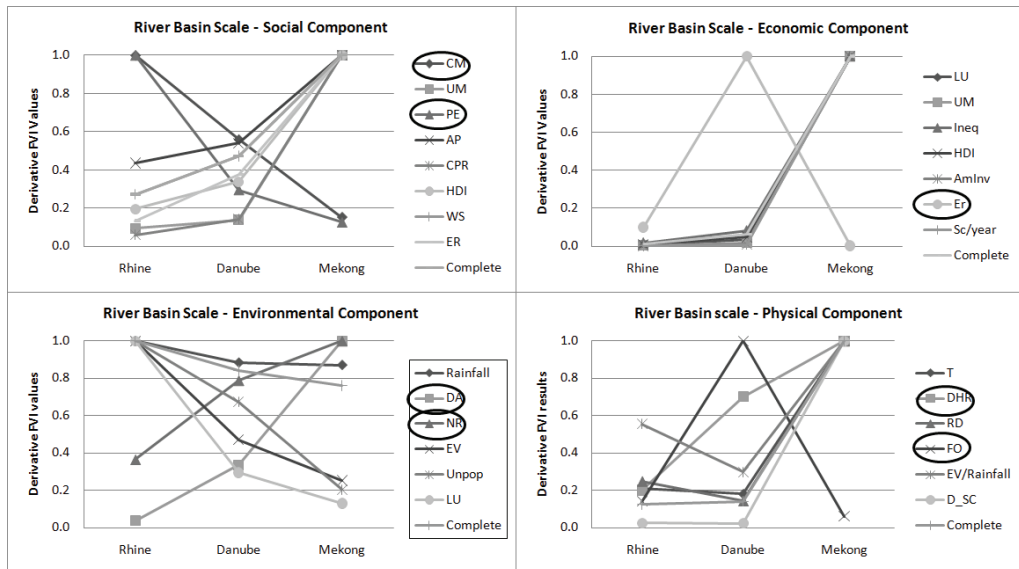 River Basin Scale - Social Component
Derivative FVI Values
1.0
0.8
0.6
0.4
0.2
0.0
Rhine
Danube
Mekong
CM
UM
PE
AP
CPR
HDI
WS
ER
Complete
River Basin Scale - Economic Component
Derivative FVI Values
1.0
0.8
0.6
0.4
0.2
0.0
Rhine
Danube
Mekong
LU
UM
Ineq
HDI
AmInv
Er
Sc/year
Complete
River Basin Scale - Environmental Component
Derivative FVI values
1.0
0.8
0.6
0.4
0.2
0.0
Rhine
Danube
Mekong
Rainfall
DA
NR
EV
Unpop
LU
Complete
River Basin scale - Physical Component
Derivative FVI results
1.0
0.8
0.6
0.4
0.2
0.0
Rhine
Danube
Mekong
T
DHR
RD
FO
EV/Rainfall
D_SC
Complete